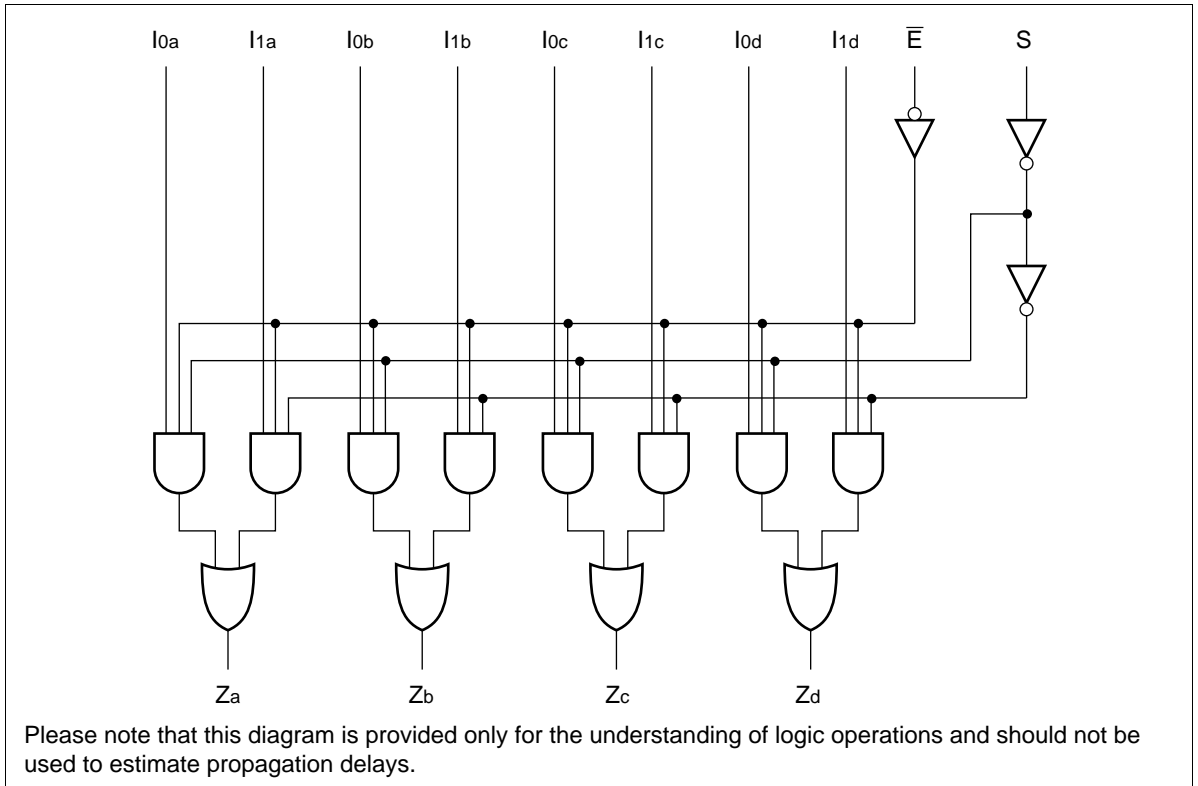 I0a I1a I0b I1b I0c I1c I0d I1d E̅ S
Za Zb Zc Zd
Please note that this diagram is provided only for the understanding of logic operations and should not be
used to estimate propagation delays.